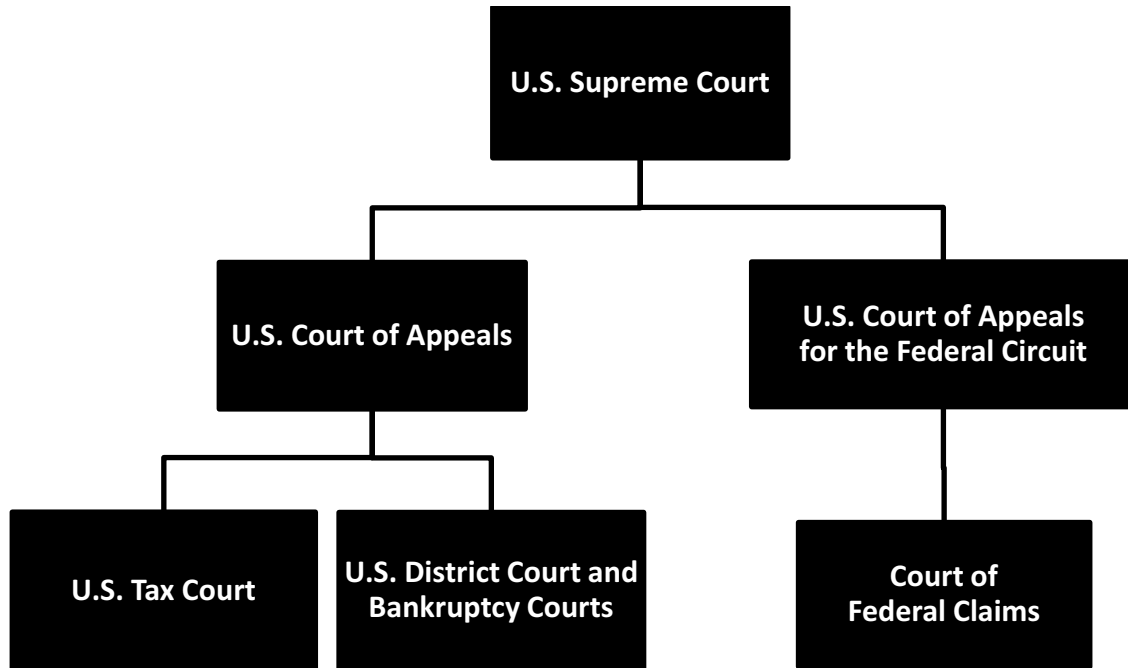 U.S. Supreme Court
U.S. Court of Appeals
U.S. Court of Appeals
for the Federal Circuit
U.S. Tax Court
U.S. District Court and
Bankruptcy Courts
Court of
Federal Claims